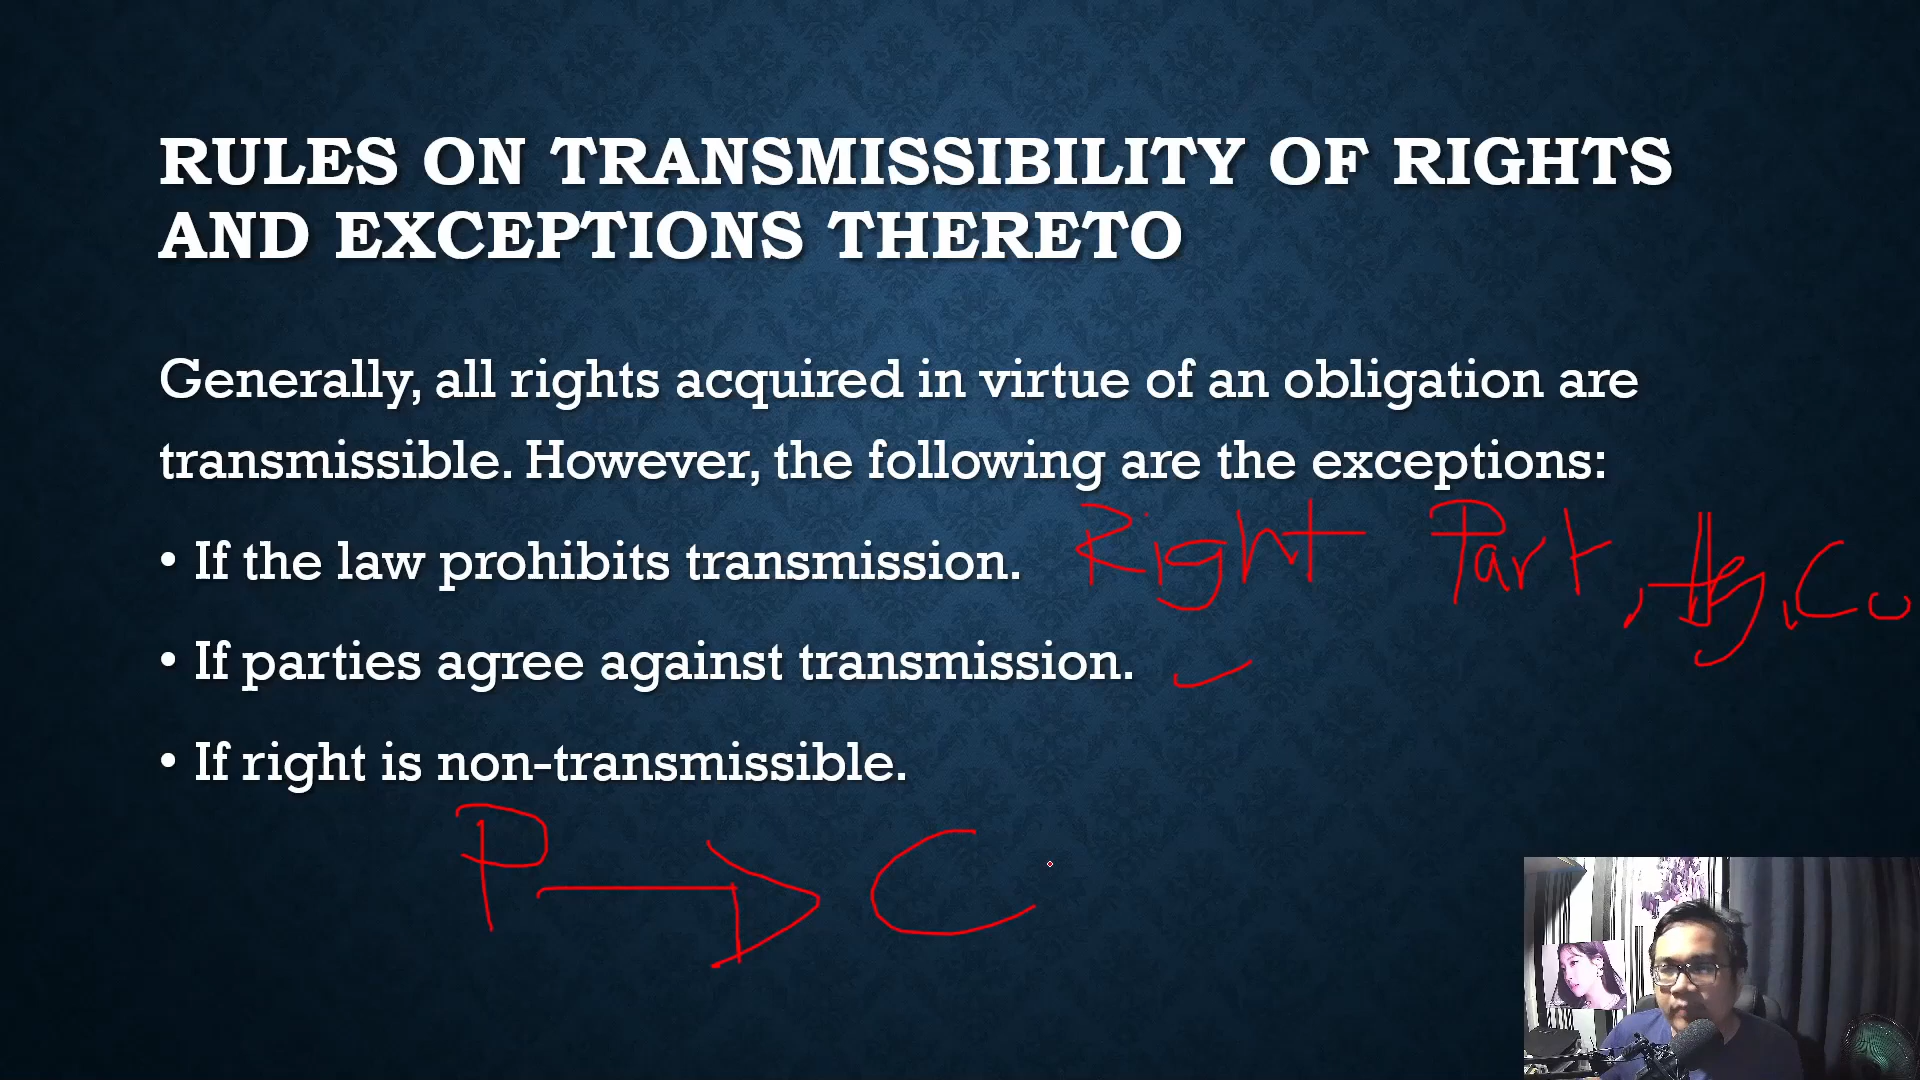 RULES ON TRANSMISSIBILITY OF RIGHTS
AND EXCEPTIONS THERETO
Generally, all rights acquired in virtue of an obligation are
transmissible. However, the following are the exceptions:
• If the law prohibits transmission.
Right Part, Ag, Co
• If parties agree against transmission.
• If right is non-transmissible.
P C